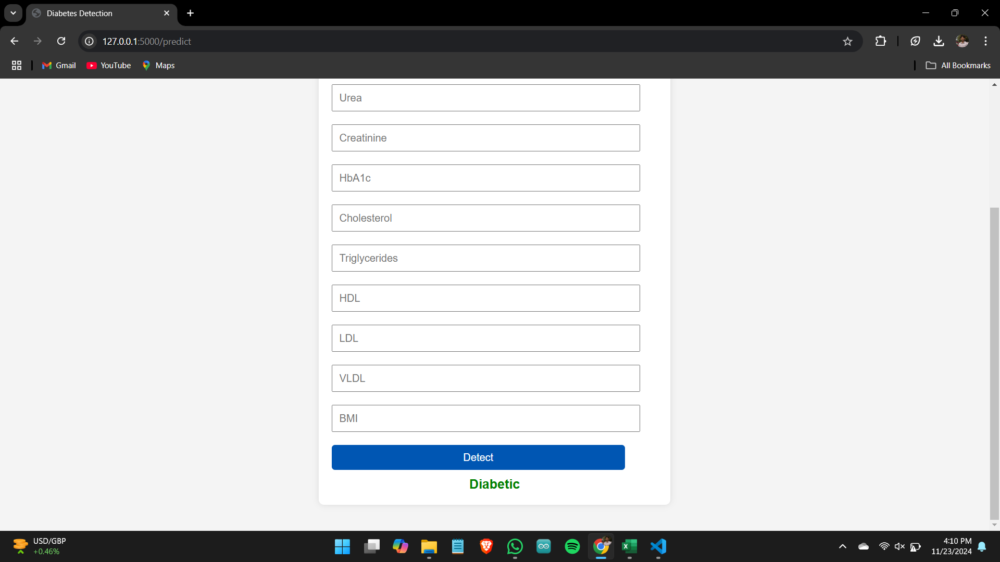 Diabetes Detection
127.0.0.1:5000/predict
Gmail
YouTube
Maps
All Bookmarks
Urea
Creatinine
HbA1c
Cholesterol
Triglycerides
HDL
LDL
VLDL
BMI
Detect
Diabetic
USD/GBP
+0.46%
4:10 PM
11/23/2024